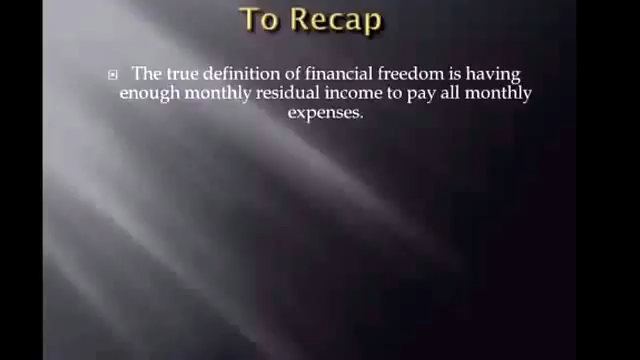 To Recap
The true definition of financial freedom is having
enough monthly residual income to pay all monthly
expenses.